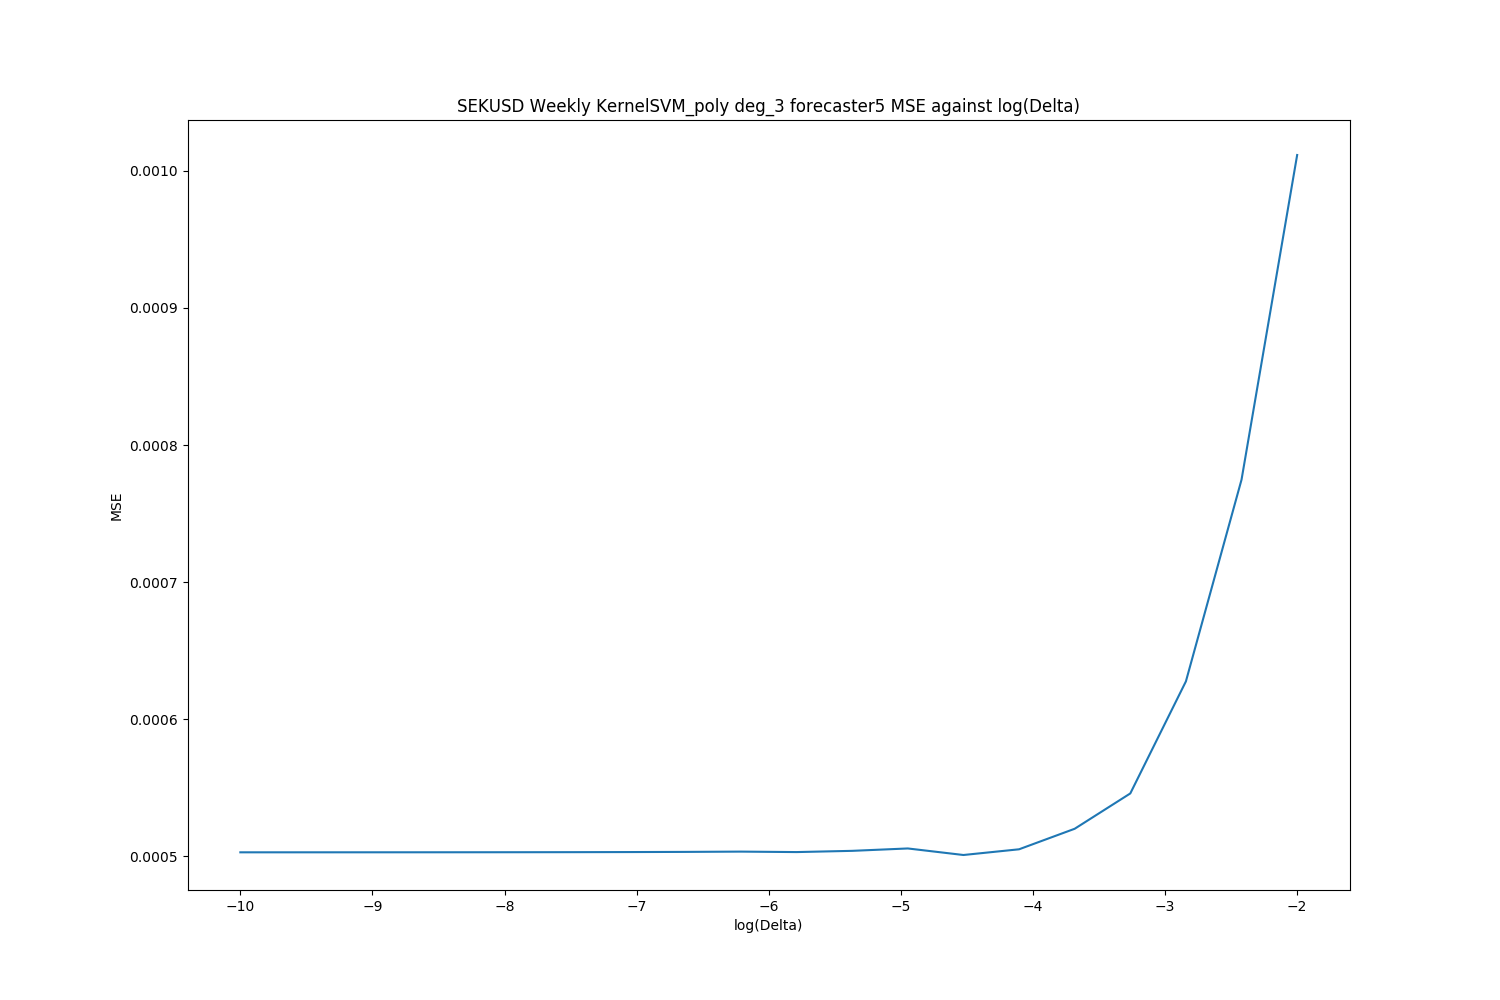 SEKUSD Weekly KernelSVM_poly deg_3 forecaster5 MSE against log(Delta)
0.0010
0.0009
0.0008
MSE
0.0007
0.0006
0.0005
−10 −9 −8 −7 −6 −5 −4 −3 −2
log(Delta)